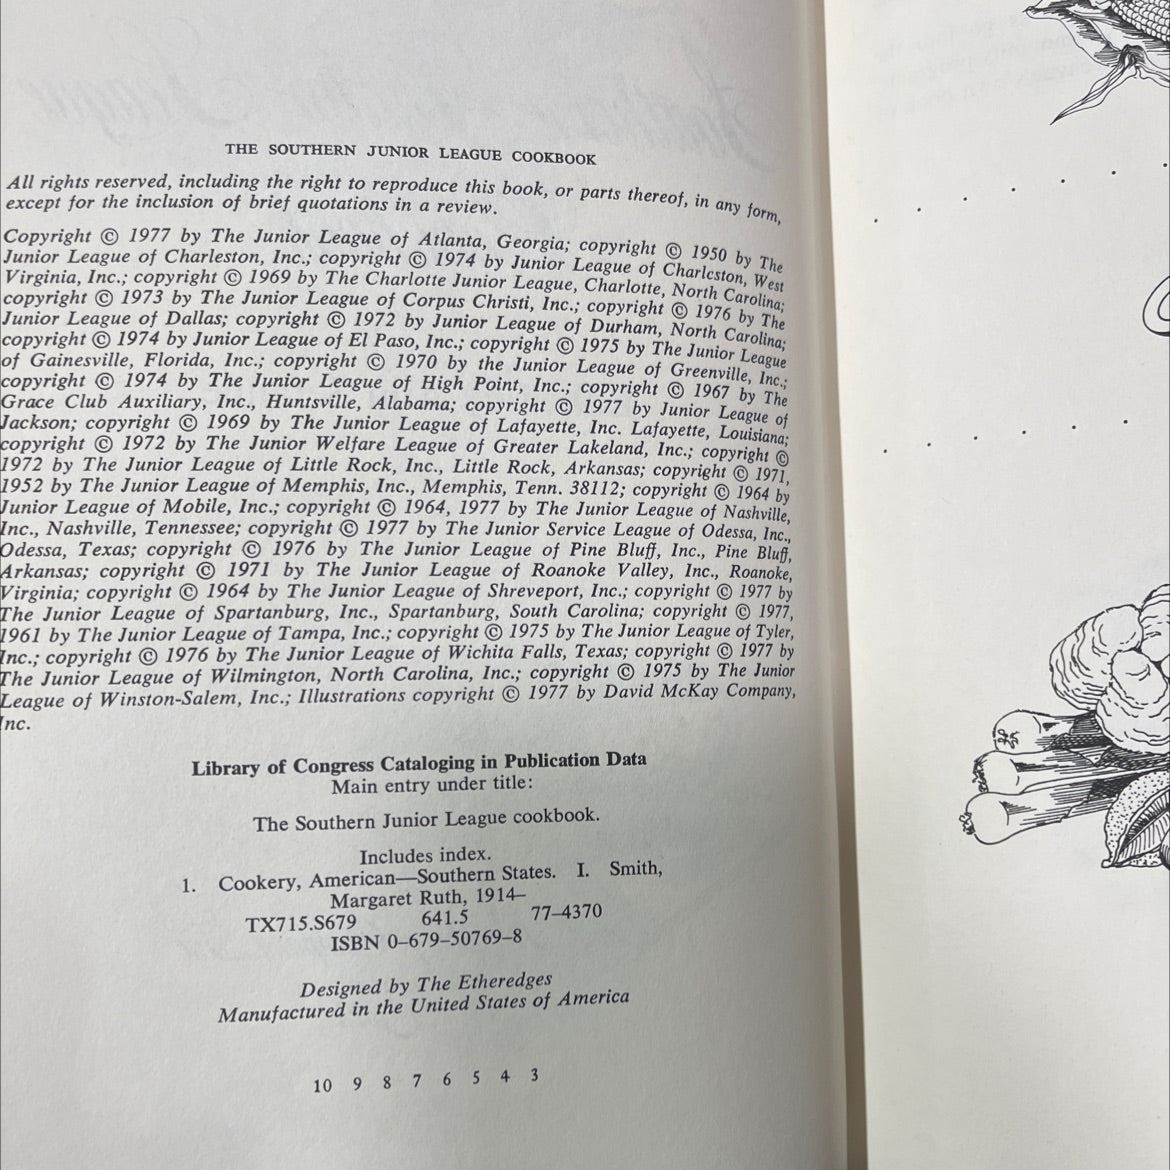 THE SOUTHERN JUNIOR LEAGUE COOKBOOK
All rights reserved, including the right to reproduce this book, or parts thereof, in any form,
except for the inclusion of brief quotations in a review.
Copyright © 1977 by The Junior League of Atlanta, Georgia; copyright © 1950 by The
Junior League of Charleston, Inc.; copyright © 1974 by Junior League of Charleston, West
Virginia, Inc.; copyright © 1969 by The Charlotte Junior League, Charlotte, North Carolina;
copyright © 1973 by The Junior League of Corpus Christi, Inc.; copyright © 1976 by The
Junior League of Dallas; copyright © 1972 by Junior League of Durham, North Carolina;
copyright © 1974 by Junior League of El Paso, Inc.; copyright © 1975 by The Junior League
of Gainesville, Florida, Inc.; copyright © 1970 by the Junior League of Greenville, Inc.;
copyright © 1974 by The Junior League of High Point, Inc.; copyright © 1967 by The
Grace Club Auxiliary, Inc., Huntsville, Alabama; copyright © 1977 by Junior League of
Jackson; copyright © 1969 by The Junior League of Lafayette, Inc. Lafayette, Louisiana;
copyright © 1972 by The Junior Welfare League of Greater Lakeland, Inc.; copyright ©
1972 by The Junior League of Little Rock, Inc., Little Rock, Arkansas; copyright © 1971,
1952 by The Junior League of Memphis, Inc., Memphis, Tenn. 38112; copyright © 1964 by
Junior League of Mobile, Inc.; copyright © 1964, 1977 by The Junior League of Nashville,
Inc., Nashville, Tennessee; copyright © 1977 by The Junior Service League of Odessa, Inc.,
Odessa, Texas; copyright © 1976 by The Junior League of Pine Bluff, Inc., Pine Bluff,
Arkansas; copyright © 1971 by The Junior League of Roanoke Valley, Inc., Roanoke,
Virginia; copyright © 1964 by The Junior League of Shreveport, Inc.; copyright © 1977 by
The Junior League of Spartanburg, Inc., Spartanburg, South Carolina; copyright © 1977,
1961 by The Junior League of Tampa, Inc.; copyright © 1975 by The Junior League of Tyler,
Inc.; copyright © 1976 by The Junior League of Wichita Falls, Texas; copyright © 1977 by
The Junior League of Wilmington, North Carolina, Inc.; copyright © 1975 by The Junior
League of Winston-Salem, Inc.; Illustrations copyright © 1977 by David McKay Company,
Inc.
Library of Congress Cataloging in Publication Data
Main entry under title:
The Southern Junior League cookbook.
Includes index.
1. Cookery, American—Southern States. I. Smith,
Margaret Ruth, 1914–
TX715.S679 641.5 77–4370
ISBN 0–679–50769–8
Designed by The Etheredges
Manufactured in the United States of America
10 9 8 7 6 5 4 3